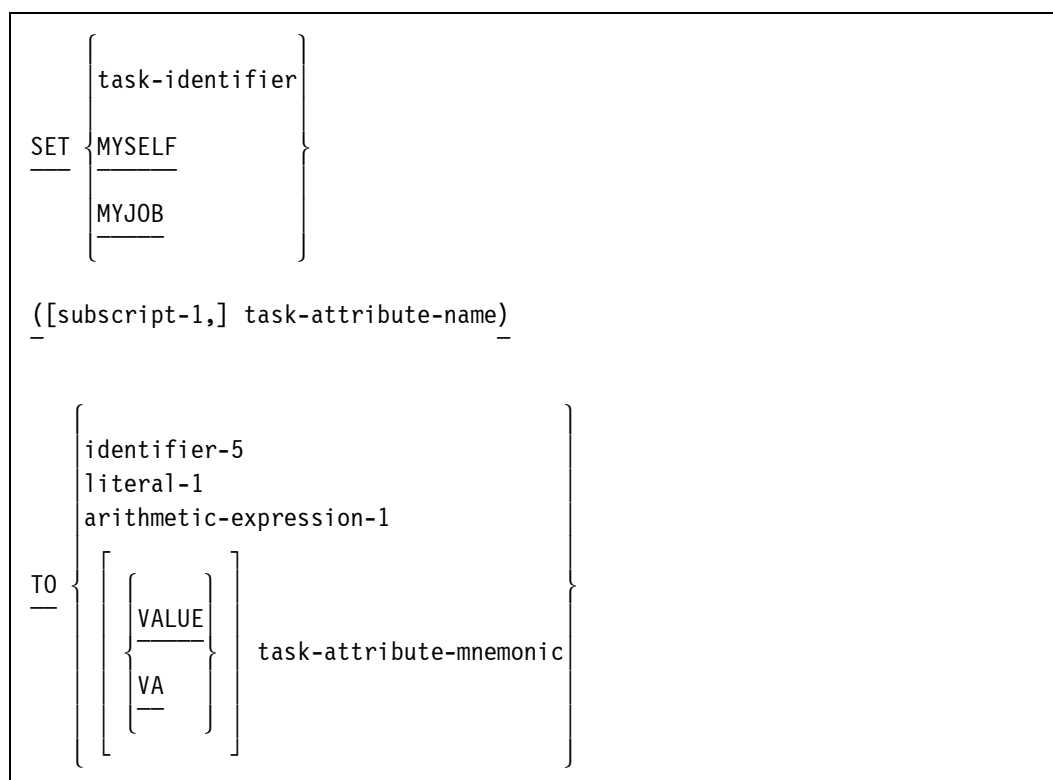 task-identifier
SET MYSELF
MYJOB
([subscript-1,] task-attribute-name)
identifier-5
literal-1
arithmetic-expression-1
TO
VALUE
task-attribute-mnemonic
VA